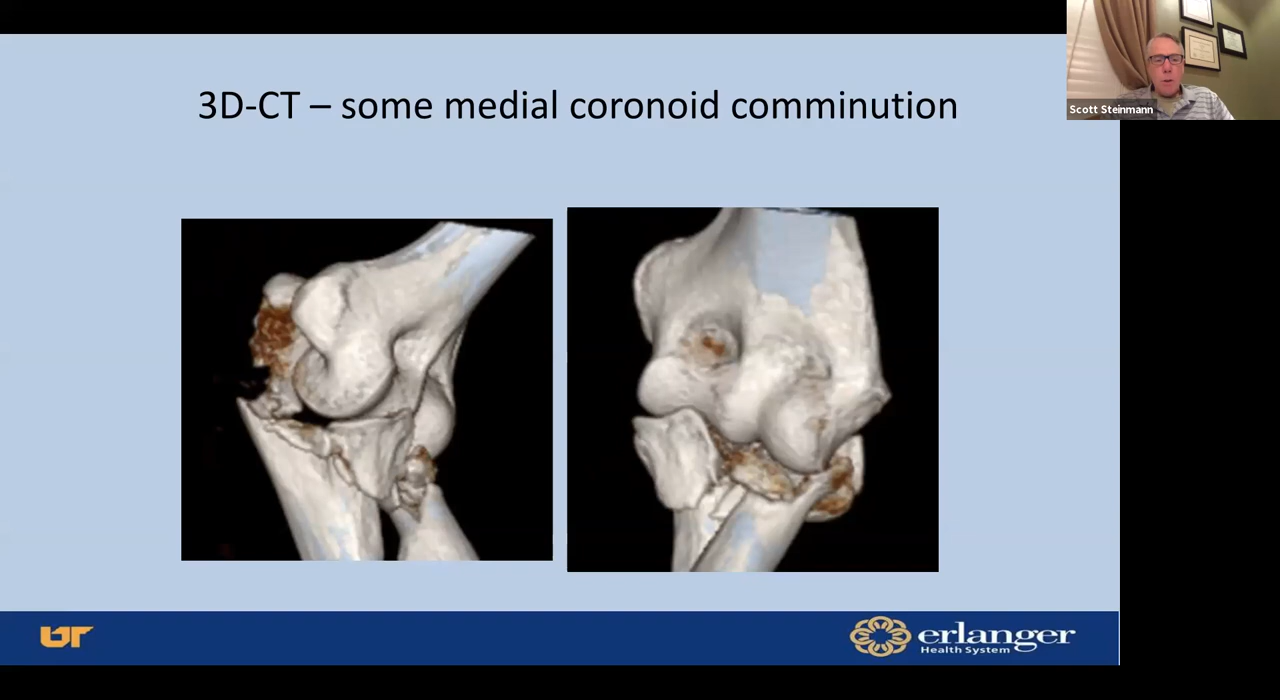 3D-CT – some medial coronoid comminution
Scott Steinmann
UT
erlanger
Health System